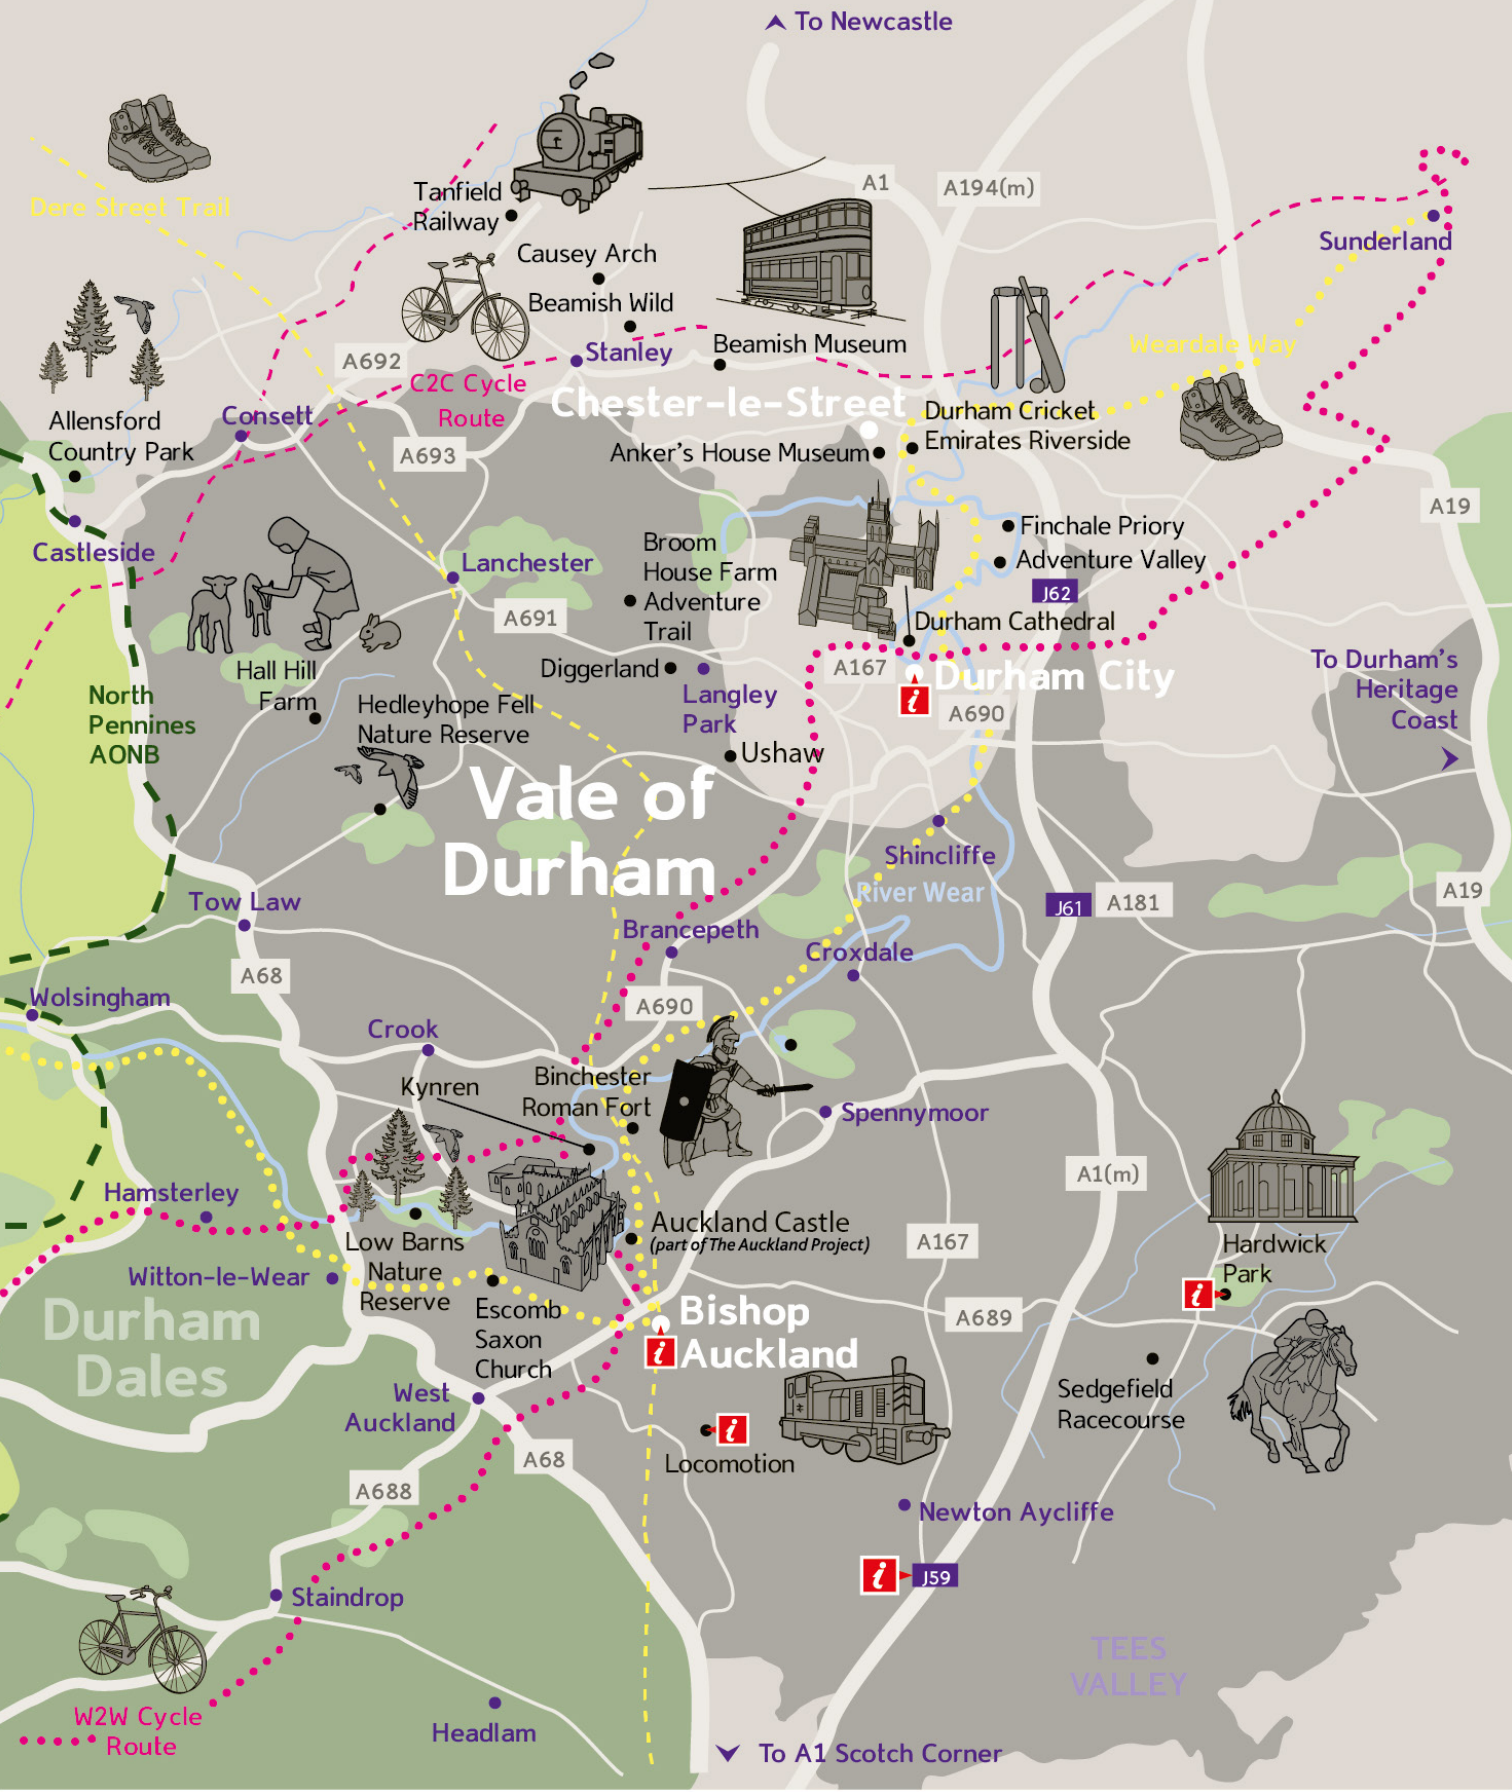 To Newcastle
Tanfield
Railway
A1
A194(m)
Dere Street Trail
Causey Arch
Sunderland
Beamish Wild
Stanley
Beamish Museum
Weardale Way
A692
C2C Cycle
Route
Chester-le-Street
Allensford
Country Park
Consett
A693
Durham Cricket
Emirates Riverside
Anker's House Museum
A19
Castleside
Lanchester
Broom
House Farm
Adventure
Trail
Finchale Priory
Adventure Valley
J62
A691
Durham Cathedral
Hall Hill
Farm
Diggerland
Langley
Park
A167
Durham City
i
A690
To Durham's
Heritage
Coast
North
Pennines
AONB
Hedleyhope Fell
Nature Reserve
Ushaw
Vale of
Durham
Shincliffe
River Wear
Tow Law
J61
A181
A19
Brancepeth
Croxdale
A68
Wolsingham
A690
Crook
Kynren
Binchester
Roman Fort
Spennymoor
A1(m)
Hamsterley
Low Barns
Nature
Reserve
Auckland Castle
(part of The Auckland Project)
A167
Hardwick
Park
i
Witton-le-Wear
Escomb
Saxon
Church
Bishop
Auckland
i
A689
Durham
Dales
West
Auckland
Sedgefield
Racecourse
i
Locomotion
A68
A688
Newton Aycliffe
i
J59
Staindrop
TEES
VALLEY
W2W Cycle
Route
Headlam
To A1 Scotch Corner